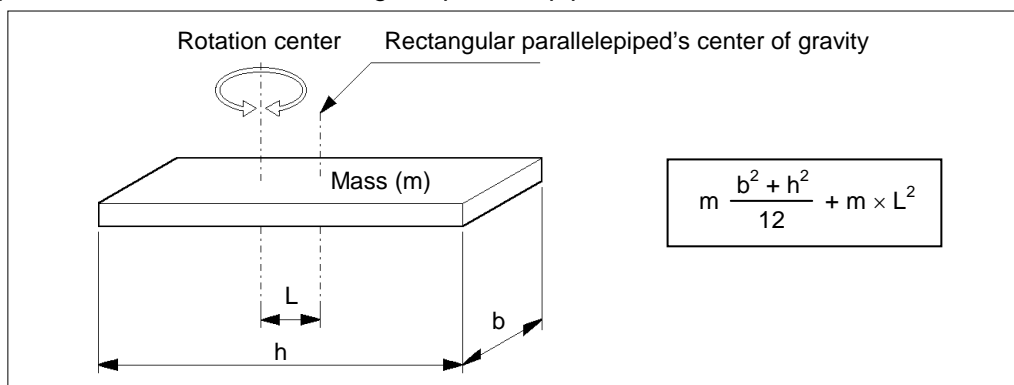 Rotation center
Rectangular parallelepiped's center of gravity
Mass (m)
m (b² + h²)/12 + m × L²
L
b
h